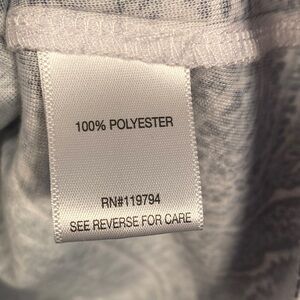 100% POLYESTER
RN#119794
SEE REVERSE FOR CARE